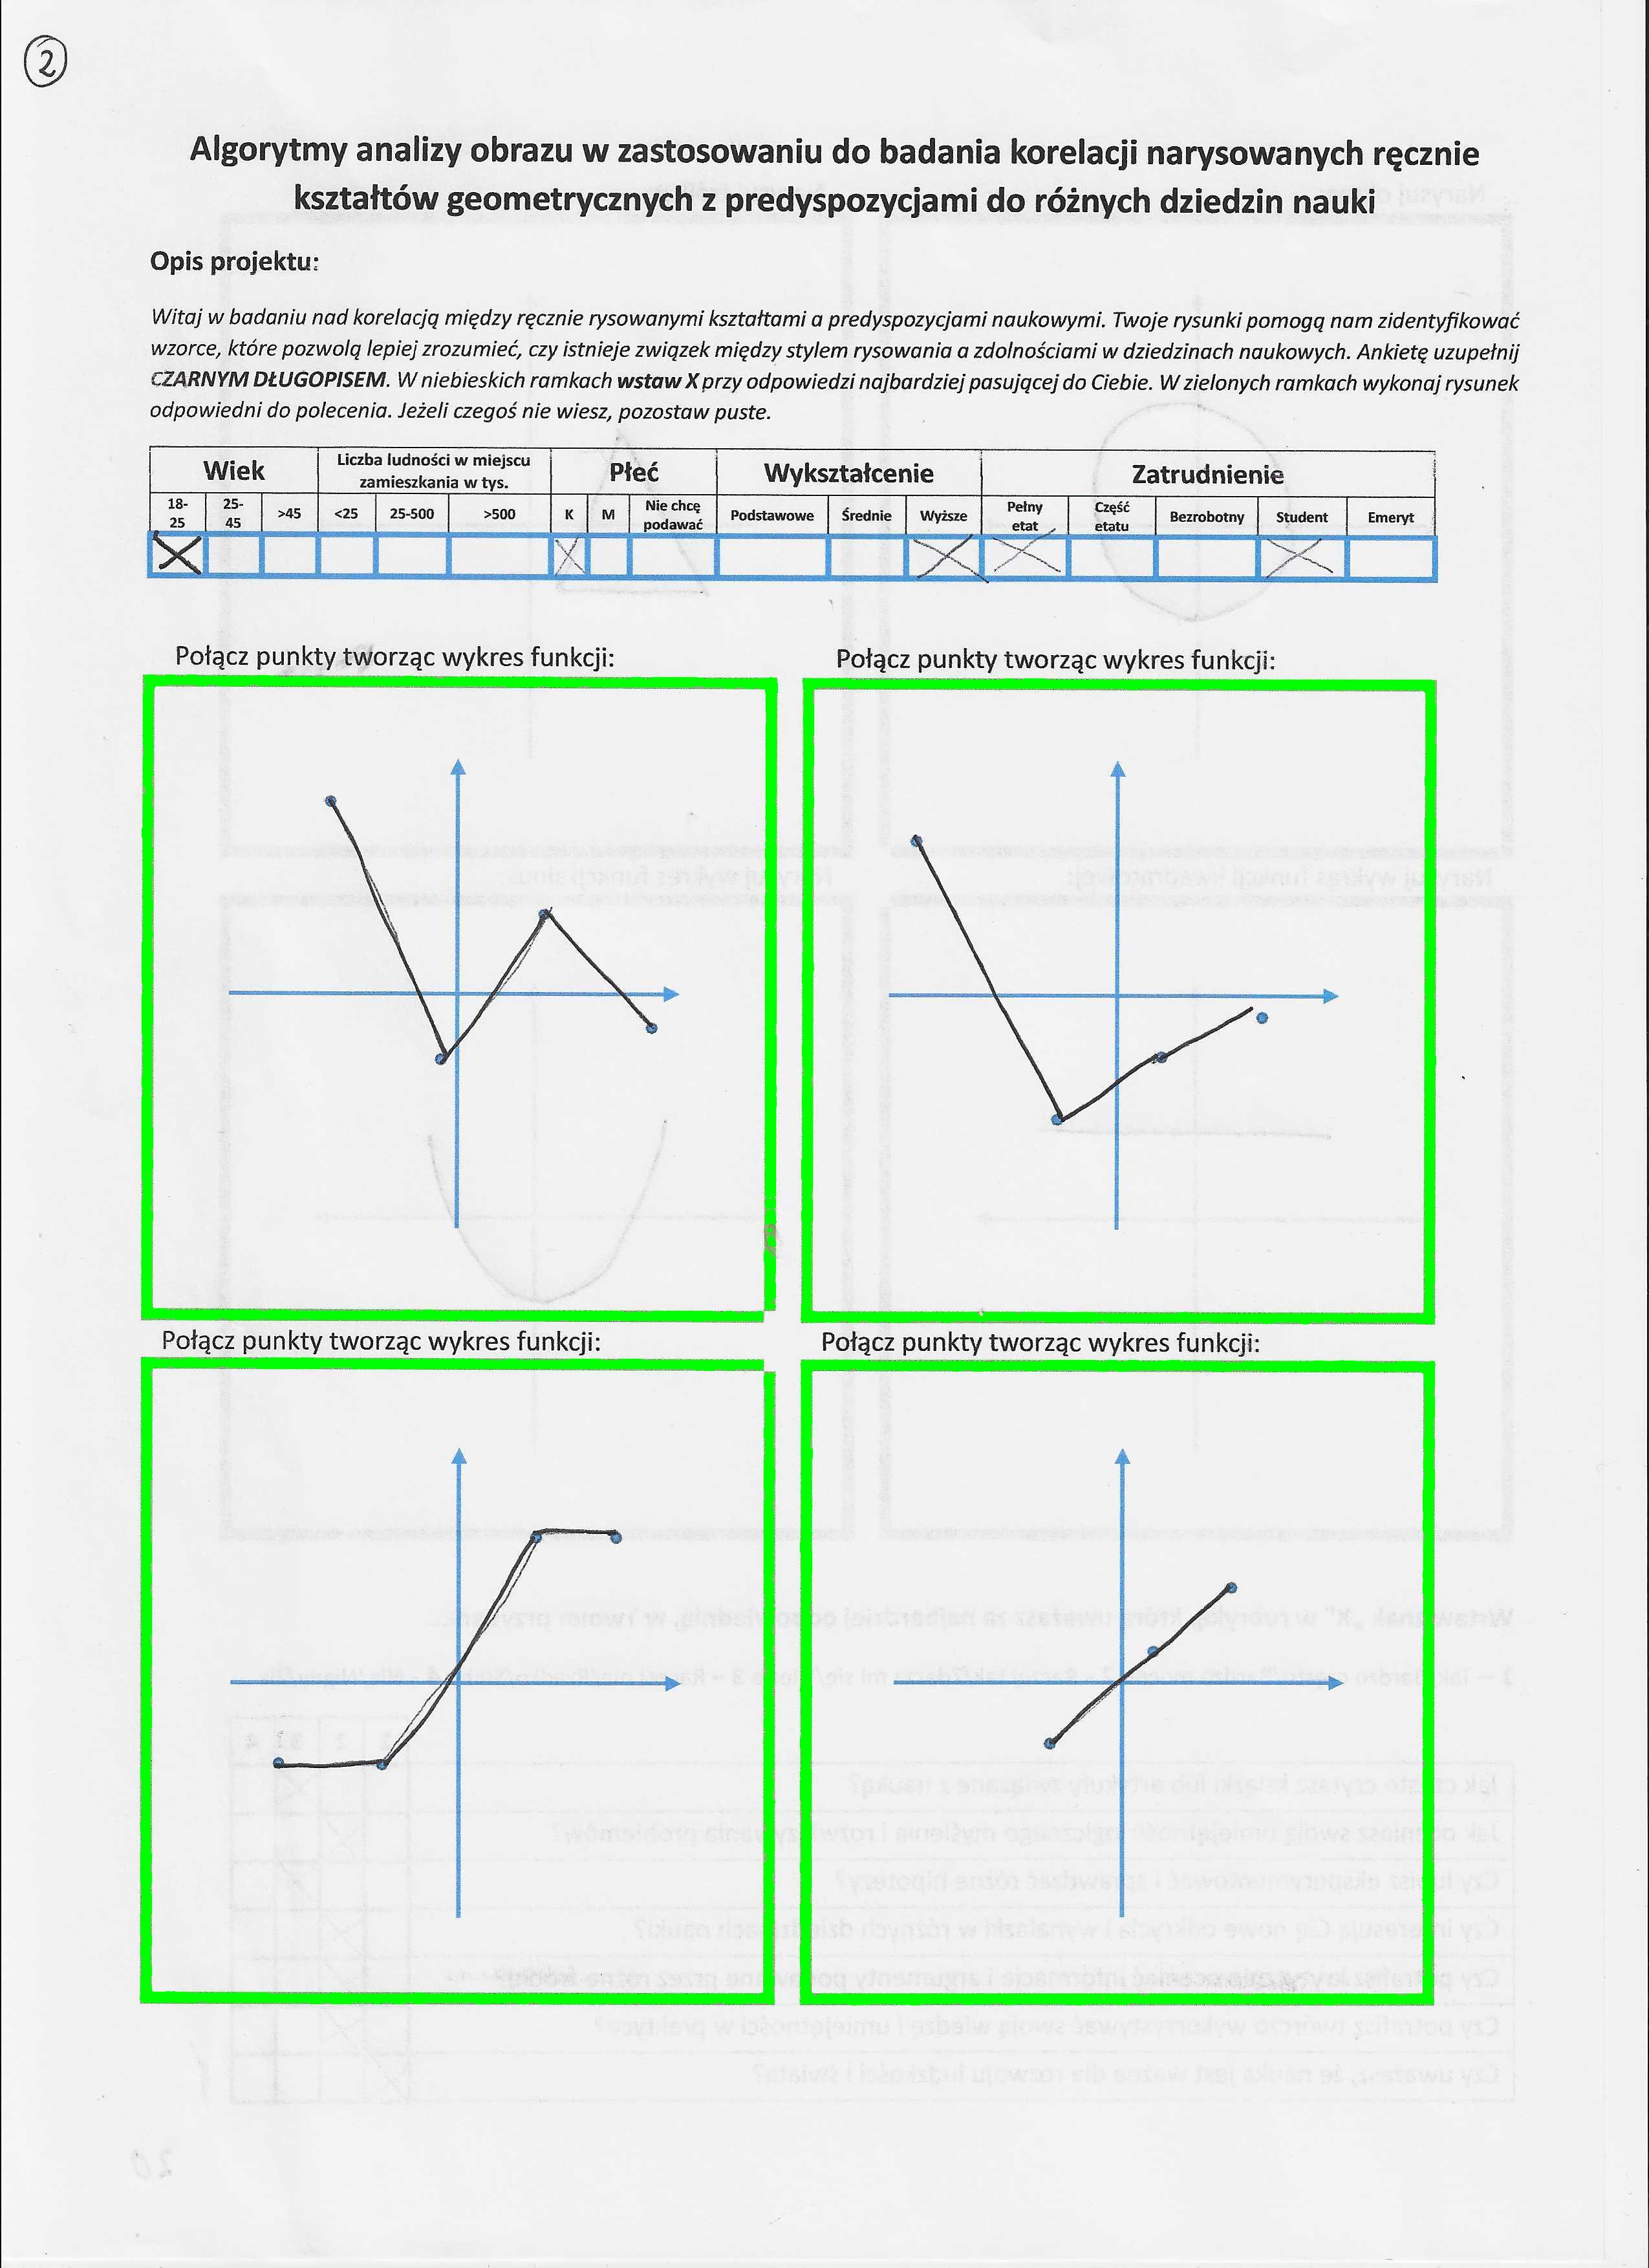 2
Algorytmy analizy obrazu w zastosowaniu do badania korelacji narysowanych ręcznie
kształtów geometrycznych z predyspozycjami do różnych dziedzin nauki
Opis projektu:
Witaj w badaniu nad korelacją między ręcznie rysowanymi kształtami a predyspozycjami naukowymi. Twoje rysunki pomogą nam zidentyfikować
wzorce, które pozwolą lepiej zrozumieć, czy istnieje związek między stylem rysowania a zdolnościami w dziedzinach naukowych. Ankietę uzupełnij
CZARNYM DŁUGOPISEM. W niebieskich ramkach wstaw X przy odpowiedzi najbardziej pasującej do Ciebie. W zielonych ramkach wykonaj rysunek
odpowiedni do polecenia. Jeżeli czegoś nie wiesz, pozostaw puste.
Wiek Liczba ludności w miejscu zamieszkania w tys. Płeć Wykształcenie Zatrudnienie
18-25 25-45 >45 <25 25-500 >500 K M Nie chcę podawać Podstawowe Średnie Wyższe Pełny etat Część etatu Bezrobotny Student Emeryt
X X X X X
Połącz punkty tworząc wykres funkcji: Połącz punkty tworząc wykres funkcji:
Połącz punkty tworząc wykres funkcji: Połącz punkty tworząc wykres funkcji: